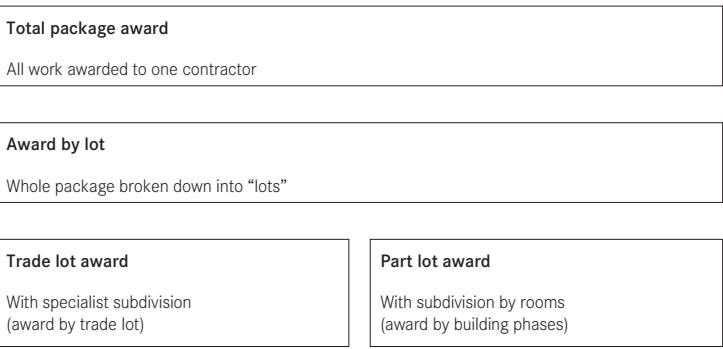 Total package award
All work awarded to one contractor
Award by lot
Whole package broken down into “lots”
Trade lot award
With specialist subdivision
(award by trade lot)
Part lot award
With subdivision by rooms
(award by building phases)